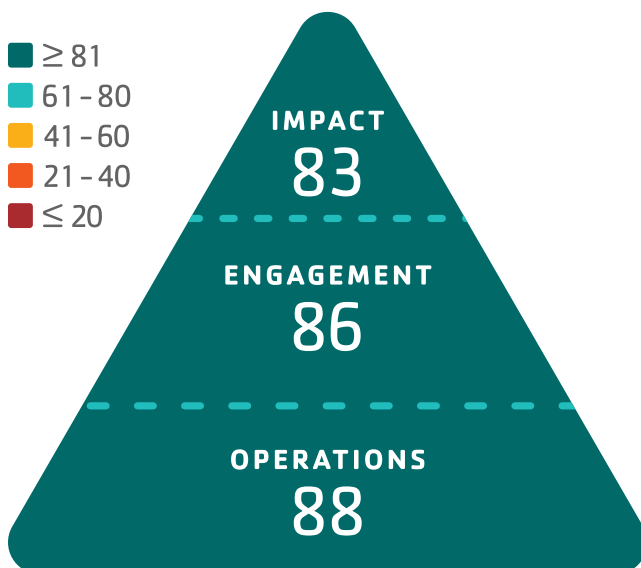 ≥ 81
61 - 80
41 - 60
21 - 40
≤ 20
IMPACT
83
ENGAGEMENT
86
OPERATIONS
88